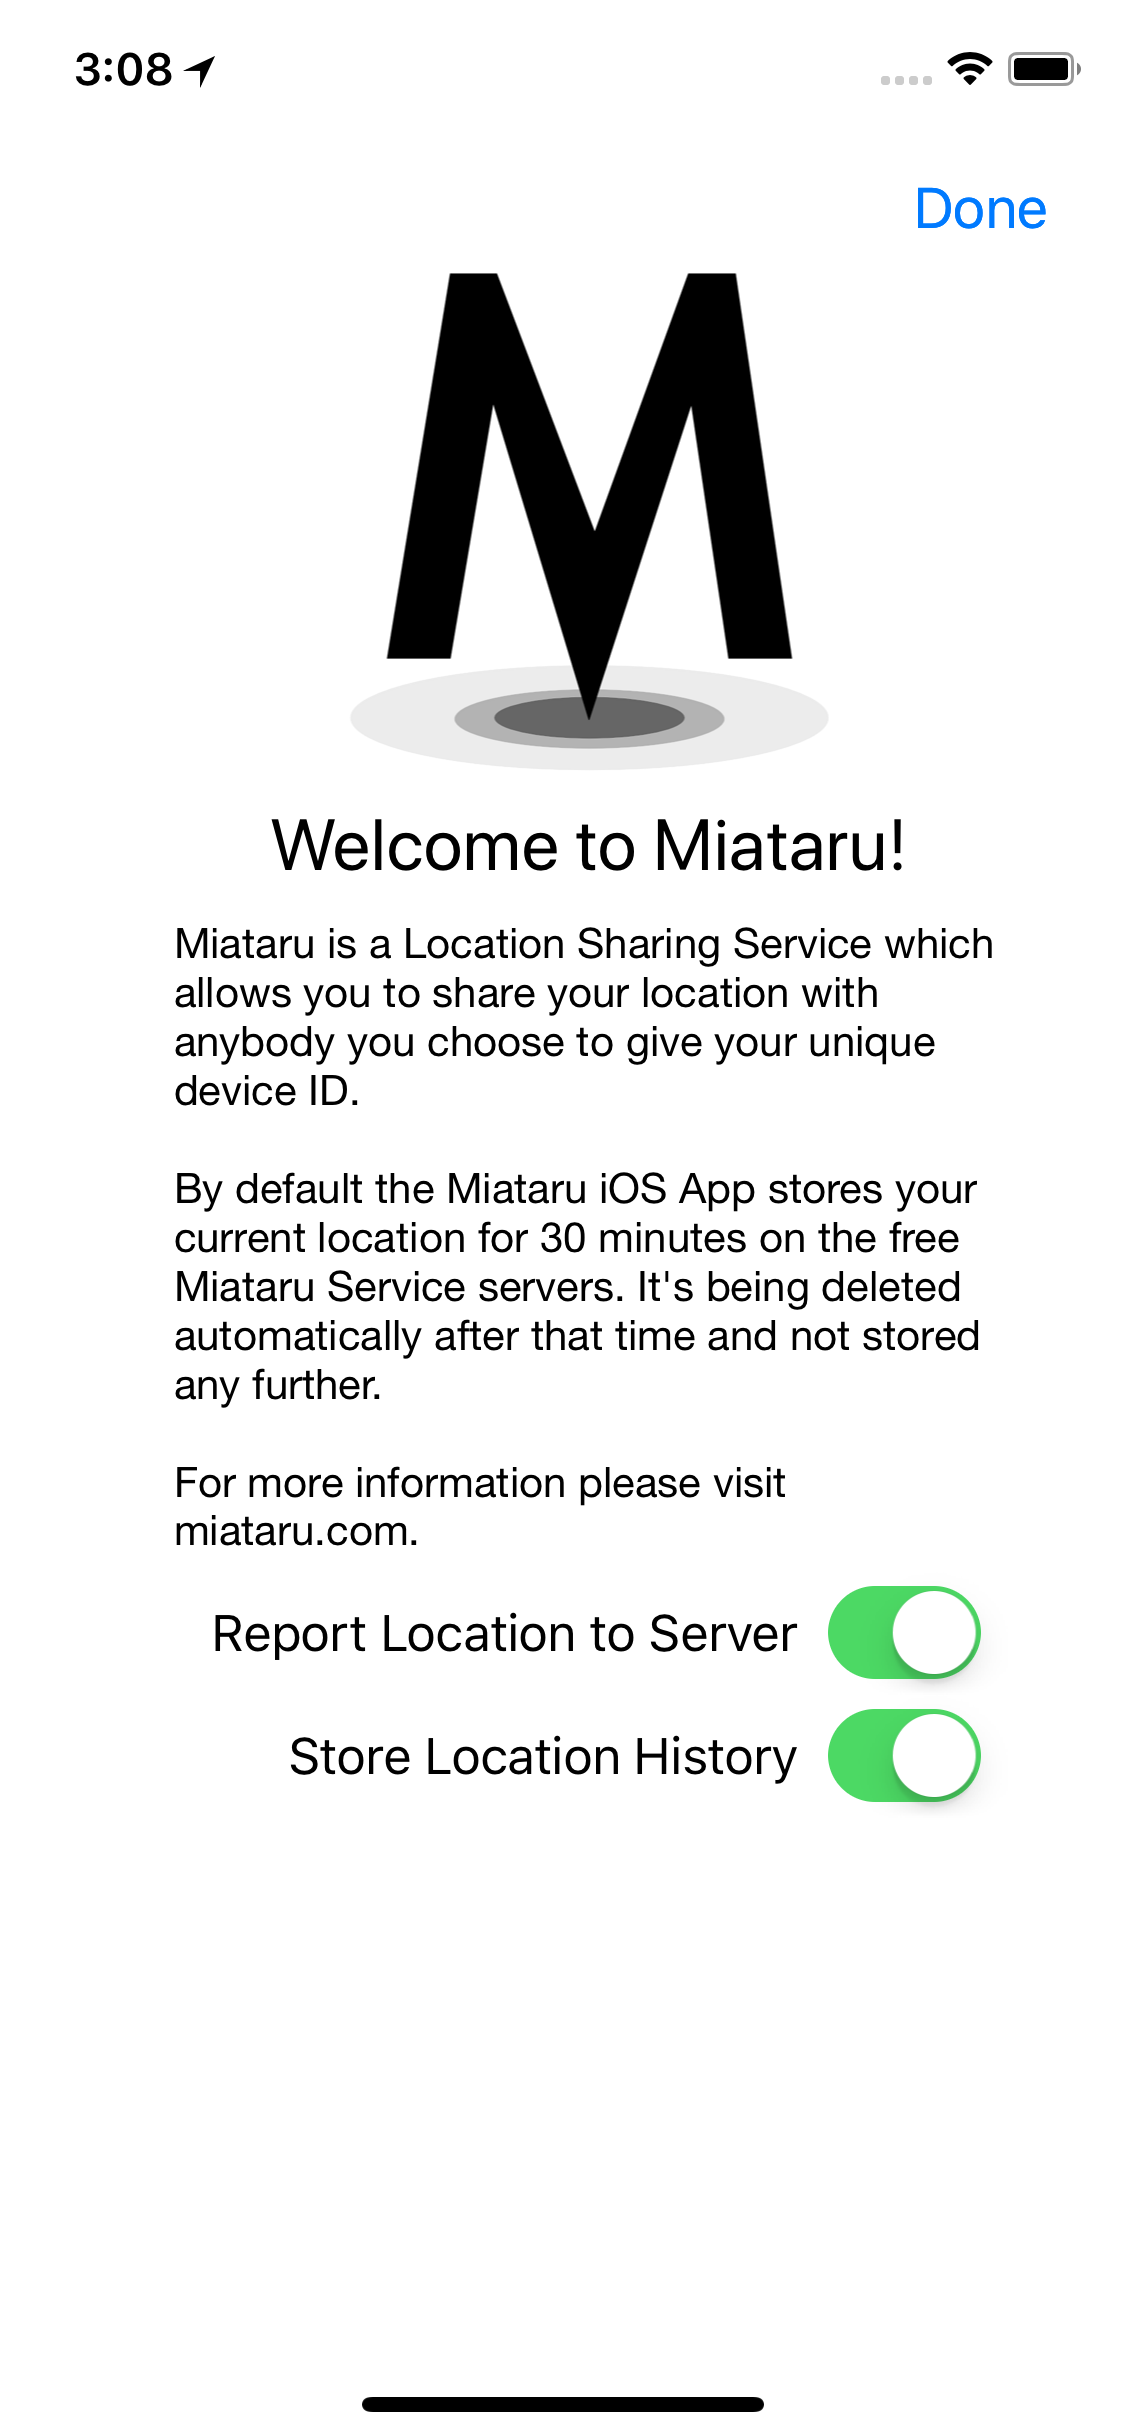 3:08
Done
M
Welcome to Miataru!
Miataru is a Location Sharing Service which
allows you to share your location with
anybody you choose to give your unique
device ID.
By default the Miataru iOS App stores your
current location for 30 minutes on the free
Miataru Service servers. It's being deleted
automatically after that time and not stored
any further.
For more information please visit
miataru.com.
Report Location to Server
Store Location History